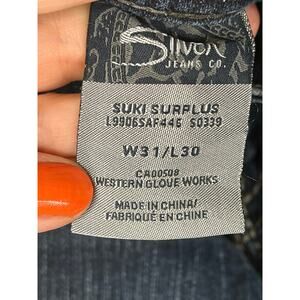 Silver
JEANS CO.
SUKI SURPLUS
L9906SAF446 S0339
W31/L30
CA00508
WESTERN GLOVE WORKS
MADE IN CHINA/
FABRIQUÉ EN CHINE